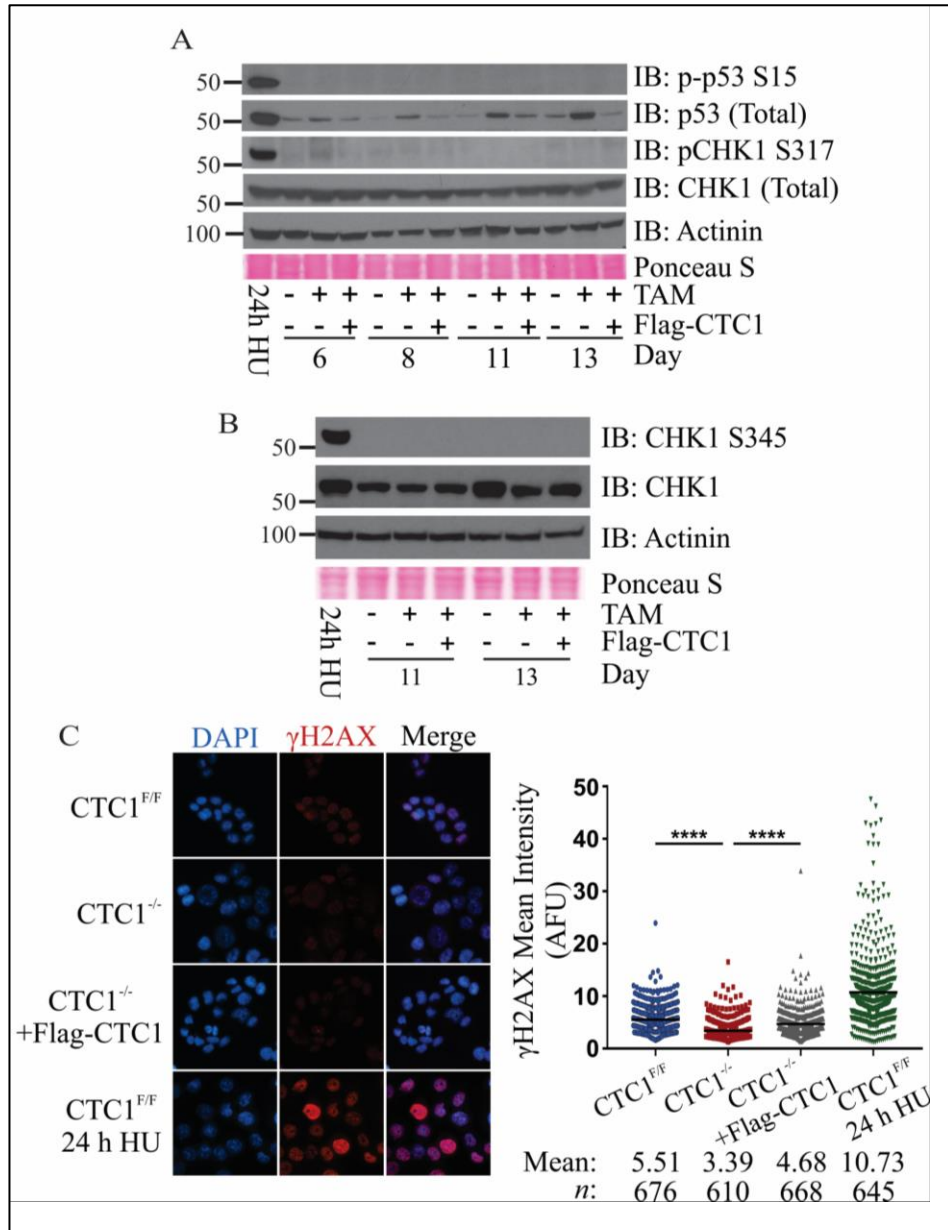 A
50 IB: p-p53 S15
50 IB: p53 (Total)
50 IB: pCHK1 S317
50 IB: CHK1 (Total)
100 IB: Actinin
Ponceau S
24h HU
- + + - + + - + + - + + TAM
- - + - - + - - + - - + Flag-CTC1
6 8 11 13 Day
B
50 IB: CHK1 S345
50 IB: CHK1
100 IB: Actinin
Ponceau S
24h HU
- + + - + + TAM
- - + - - + Flag-CTC1
11 13 Day
C
DAPI γH2AX Merge
CTC1F/F
CTC1-/-
CTC1-/-
+Flag-CTC1
CTC1F/F
24 h HU
γH2AX Mean Intensity
(AFU)
50
40
30
20
10
0
**** ****
CTC1F/F
CTC1-/-
CTC1-/-
+Flag-CTC1
CTC1F/F
24 h HU
Mean: 5.51 3.39 4.68 10.73
n: 676 610 668 645